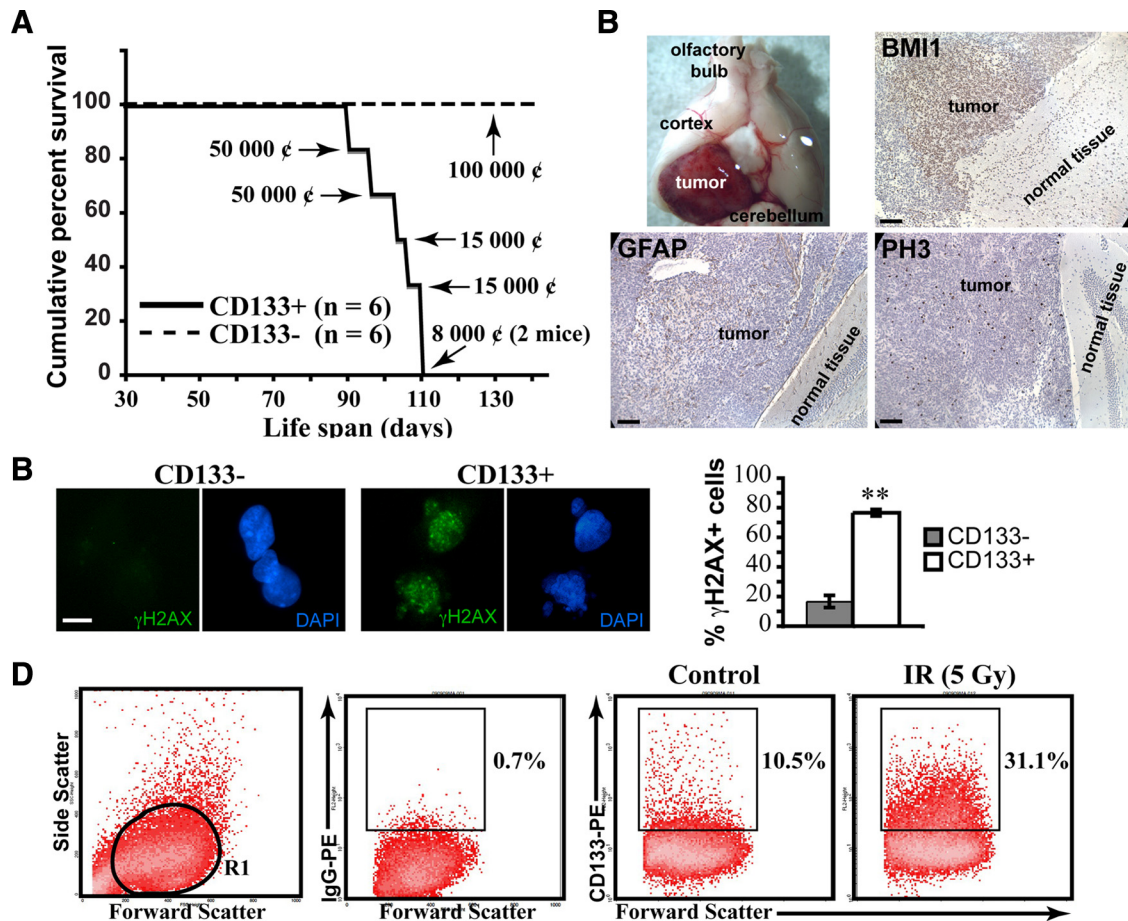 A
Cumulative percent survival
100
80
60
40
20
0
50 000 ¢
50 000 ¢
100 000 ¢
15 000 ¢
15 000 ¢
8 000 ¢ (2 mice)
CD133+ (n = 6)
CD133- (n = 6)
30 50 70 90 110 130
Life span (days)
B
olfactory
bulb
cortex
tumor
cerebellum
BMI1
tumor
normal tissue
GFAP
tumor
normal tissue
PH3
tumor
normal tissue
B
CD133-
γH2AX
DAPI
CD133+
γH2AX
DAPI
% γH2AX+ cells
100
80
60
40
20
0
**
CD133-
CD133+
D
Side Scatter
R1
Forward Scatter
IgG-PE
0.7%
Forward Scatter
Control
CD133-PE
10.5%
IR (5 Gy)
31.1%
Forward Scatter